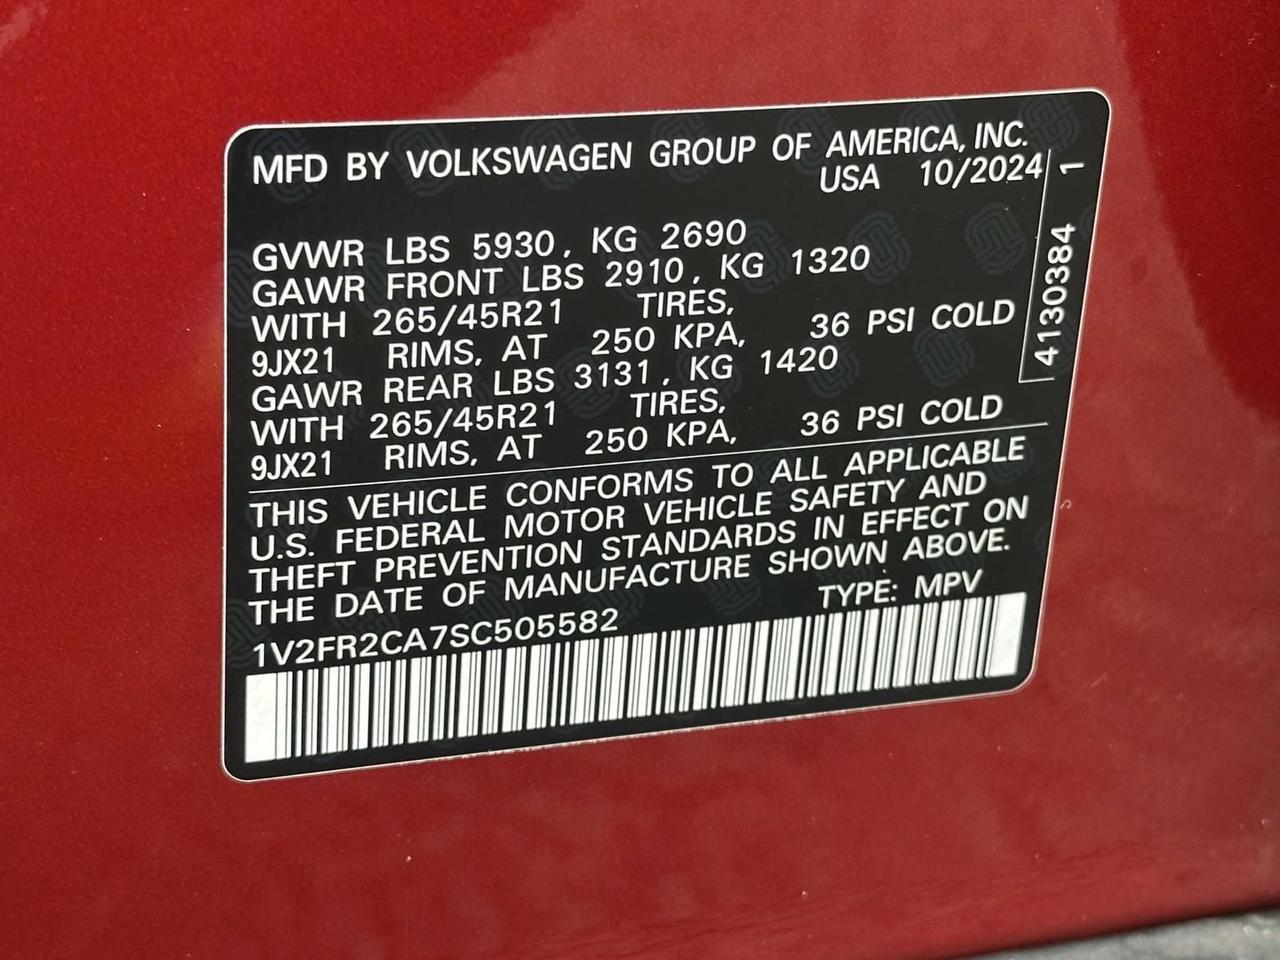 MFD BY VOLKSWAGEN GROUP OF AMERICA, INC.
USA 10/2024
GVWR LBS 5930, KG 2690
GAWR FRONT LBS 2910, KG 1320
WITH 265/45R21 TIRES,
9JX21 RIMS, AT 250 KPA, 36 PSI COLD
GAWR REAR LBS 3131, KG 1420
WITH 265/45R21 TIRES,
9JX21 RIMS, AT 250 KPA, 36 PSI COLD
THIS VEHICLE CONFORMS TO ALL APPLICABLE
U.S. FEDERAL MOTOR VEHICLE SAFETY AND
THEFT PREVENTION STANDARDS IN EFFECT ON
THE DATE OF MANUFACTURE SHOWN ABOVE.
1V2FR2CA7SC505582 TYPE: MPV
4130384 1